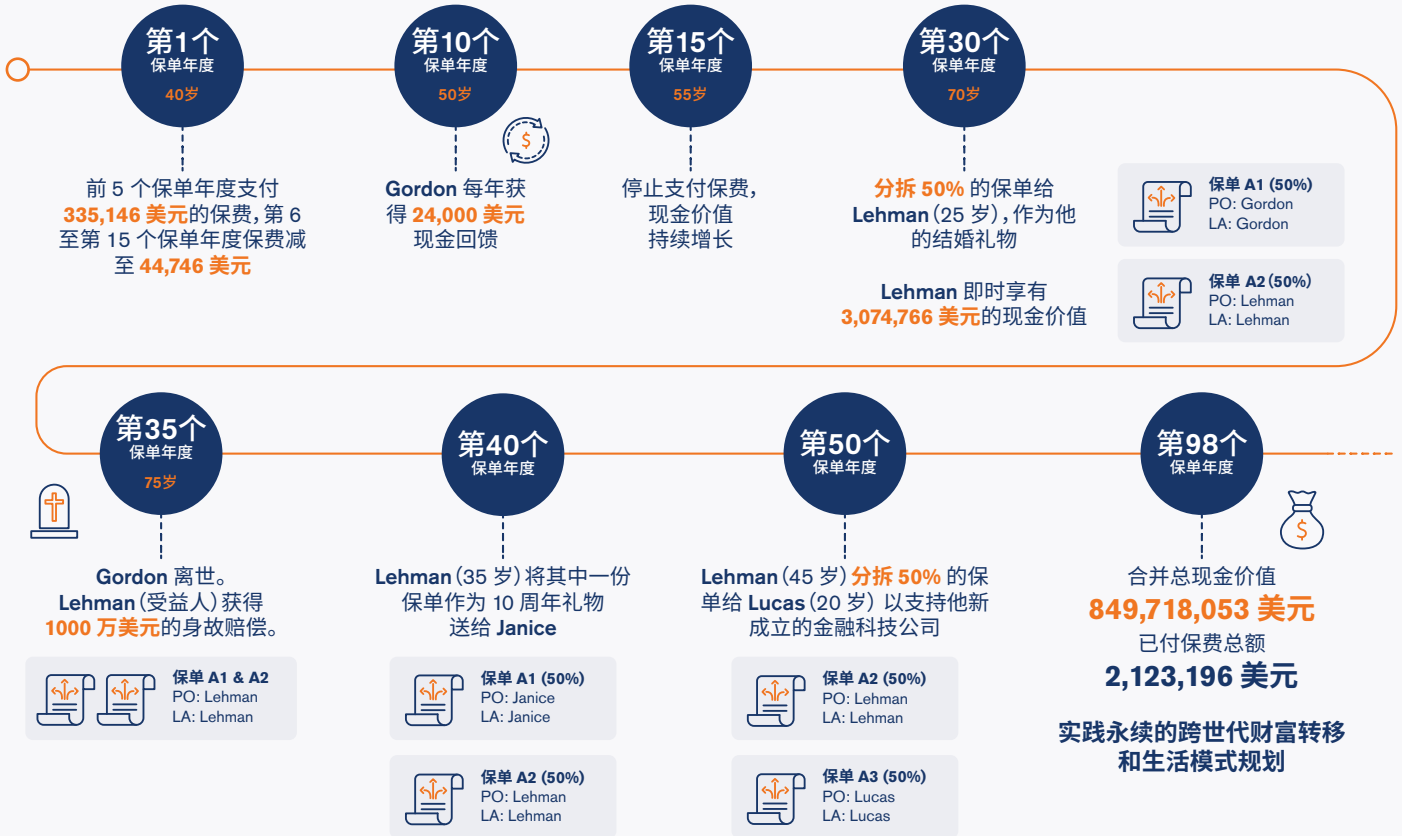 第1个
保单年度
40岁
前 5 个保单年度支付
335,146 美元的保费，第 6
至第 15 个保单年度保费减
至 44,746 美元
第10个
保单年度
50岁
$
Gordon 每年获
得 24,000 美元
现金回馈
第15个
保单年度
55岁
停止支付保费，
现金价值
持续增长
第30个
保单年度
70岁
分拆 50% 的保单给
Lehman（25 岁），作为他
的结婚礼物
Lehman 即时享有
3,074,766 美元的现金价值
保单 A1 (50%)
PO: Gordon
LA: Gordon
保单 A2 (50%)
PO: Lehman
LA: Lehman
第35个
保单年度
75岁
Gordon 离世。
Lehman（受益人）获得
1000 万美元的身故赔偿。
保单 A1 & A2
PO: Lehman
LA: Lehman
第40个
保单年度
Lehman（35 岁）将其中一份
保单作为 10 周年礼物
送给 Janice
保单 A1 (50%)
PO: Janice
LA: Janice
保单 A2 (50%)
PO: Lehman
LA: Lehman
第50个
保单年度
Lehman（45 岁）分拆 50% 的保
单给 Lucas（20 岁） 以支持他新
成立的金融科技公司
保单 A2 (50%)
PO: Lehman
LA: Lehman
保单 A3 (50%)
PO: Lucas
LA: Lucas
第98个
保单年度
$
合并总现金价值
849,718,053 美元
已付保费总额
2,123,196 美元
实践永续的跨世代财富转移
和生活模式规划